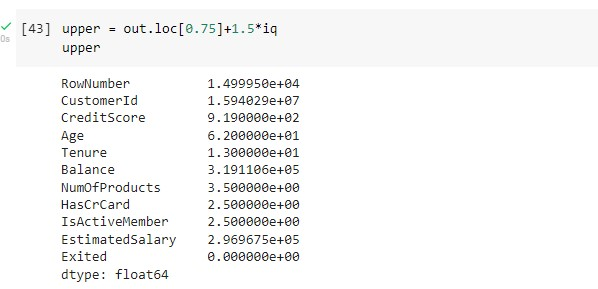 [43] upper = out.loc[0.75]+1.5*iq
0s
upper
RowNumber 1.499950e+04
CustomerId 1.594029e+07
CreditScore 9.190000e+02
Age 6.200000e+01
Tenure 1.300000e+01
Balance 3.191106e+05
NumOfProducts 3.500000e+00
HasCrCard 2.500000e+00
IsActiveMember 2.500000e+00
EstimatedSalary 2.969675e+05
Exited 0.000000e+00
dtype: float64